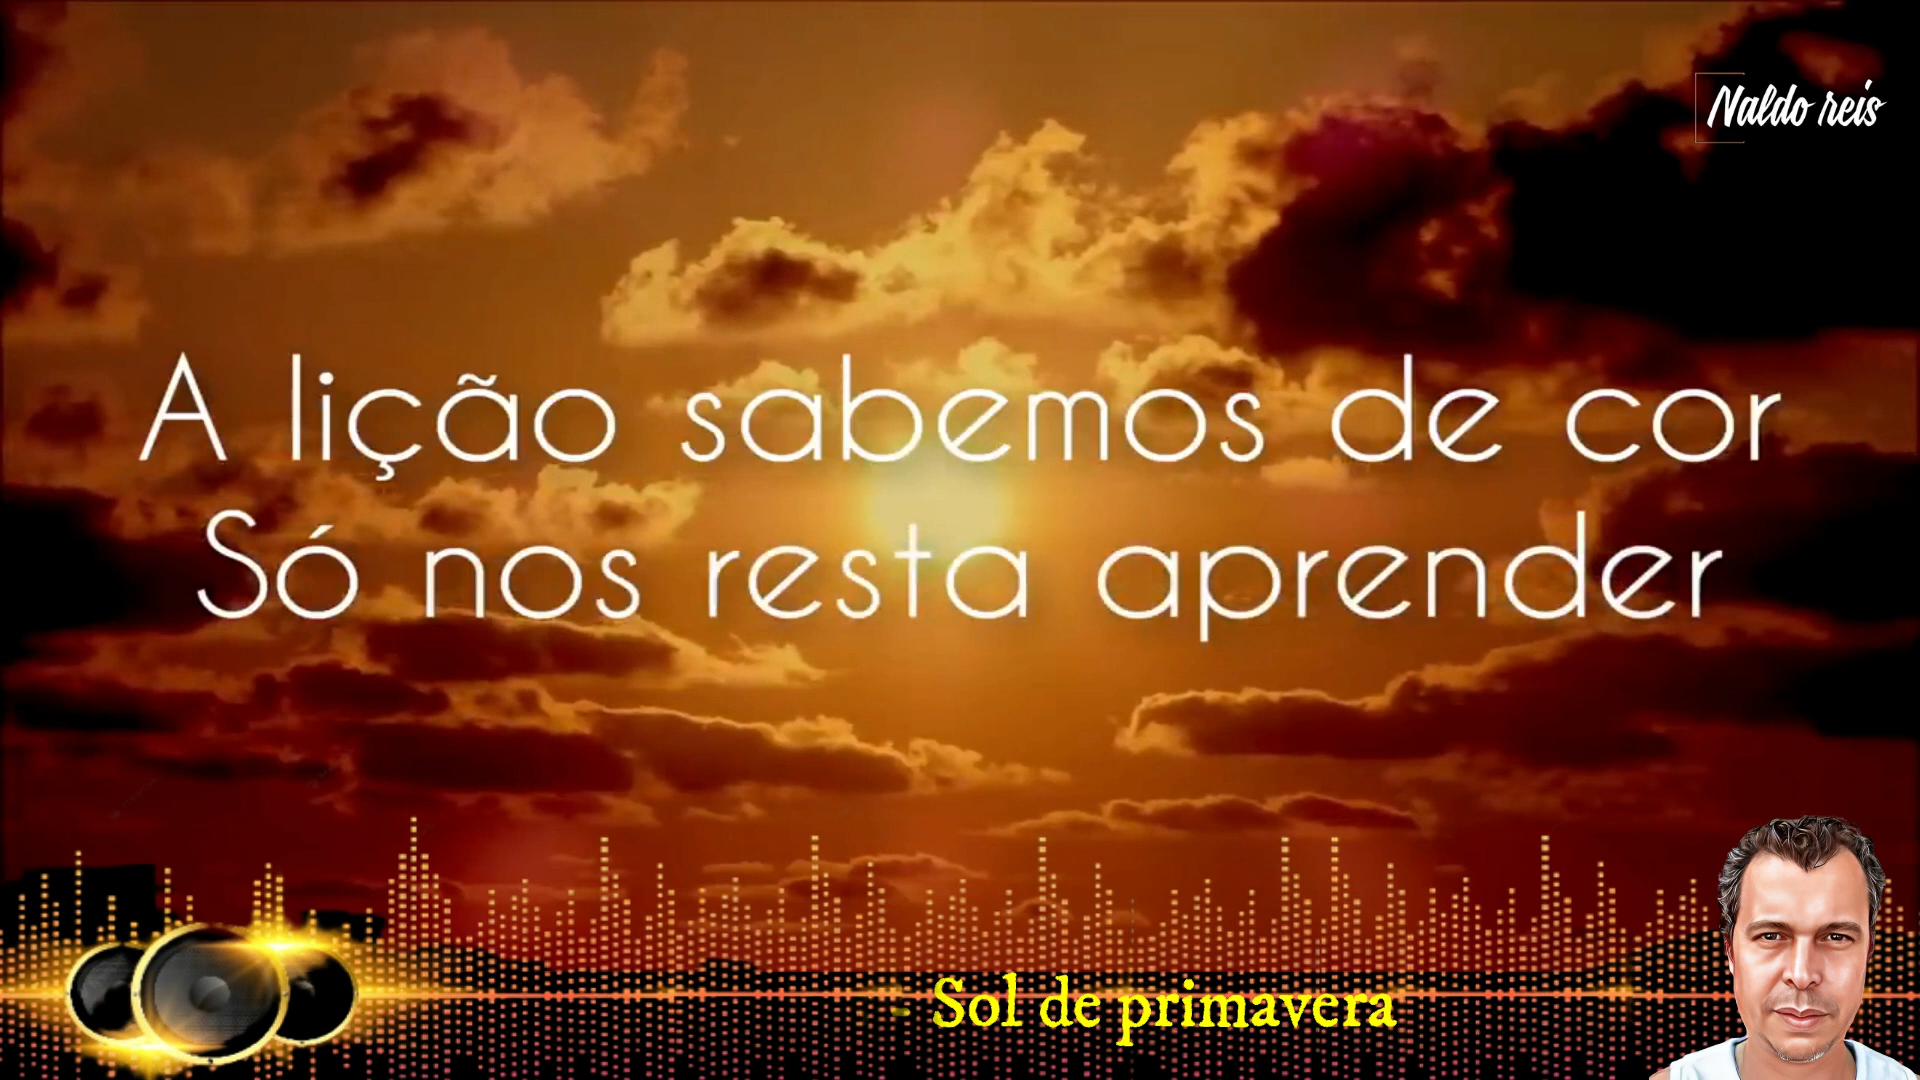 Naldo reis
A lição sabemos de cor
Só nos resta aprender
- Sol de primavera